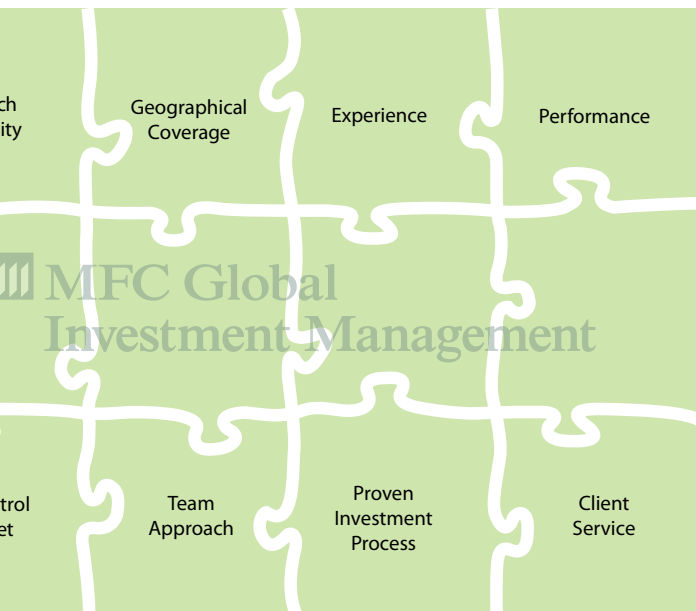 Geographical
Coverage
Experience
Performance
MFC Global
Investment Management
Team
Approach
Proven
Investment
Process
Client
Service